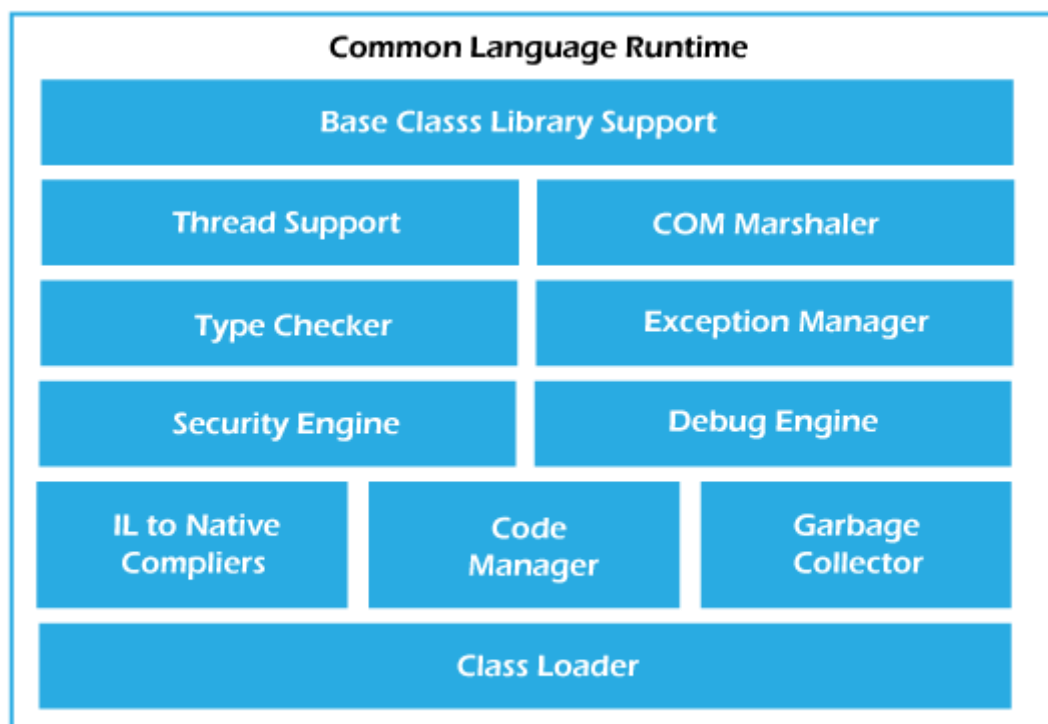 Common Language Runtime
Base Classs Library Support
Thread Support
COM Marshaler
Type Checker
Exception Manager
Security Engine
Debug Engine
IL to Native
Compliers
Code
Manager
Garbage
Collector
Class Loader